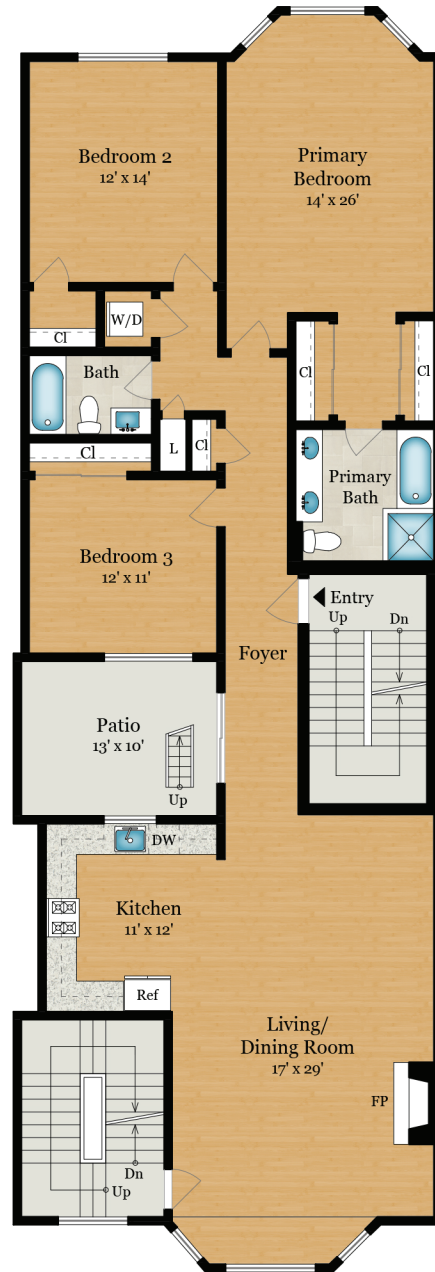 Bedroom 2
12' x 14'
Primary
Bedroom
14' x 26'
W/D
Cl
Cl
Cl
Bath
Cl
L
Cl
Primary
Bath
Bedroom 3
12' x 11'
Entry
Up
Dn
Foyer
Patio
13' x 10'
Up
DW
Kitchen
11' x 12'
Ref
Living/
Dining Room
17' x 29'
FP
Dn
Up